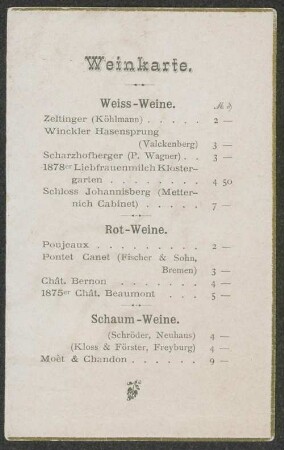 Weinkarte.
Weiss-Weine. M. ₰
Zeltinger (Köhlmann) . . . . . 2 —
Winckler Hasensprung
(Valckenberg) 3 —
Scharzhofberger (P. Wagner) . . 3 —
1878er Liebfrauenmilch Kloster-
garten . . . . . . . . . 4 50
Schloss Johannisberg (Metter-
nich Cabinet) . . . . . 7 —
Rot-Weine.
Poujeaux . . . . . . . . 2 —
Pontet Canet (Fischer & Sohn,
Bremen) 3 —
Chât. Bernon . . . . . . 4 —
1875er Chât. Beaumont . . . . 5 —
Schaum-Weine.
(Schröder, Neuhaus) 4 —
(Kloss & Förster, Freyburg) 4 —
Moët & Chandon . . . . . . 9 —